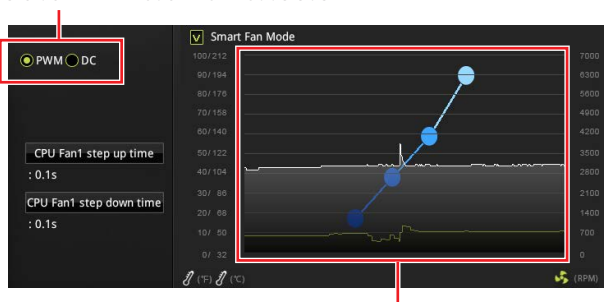 Smart Fan Mode
PWM DC
100/212 7000
90/194 6300
80/176 5600
70/158 4900
60/140 4200
CPU Fan1 step up time
50/122 3500
: 0.1s
40/104 2800
CPU Fan1 step down time
30/ 86 2100
20/ 68 1400
: 0.1s
10/ 50 700
0/ 32 0
(°F) (°C) (RPM)